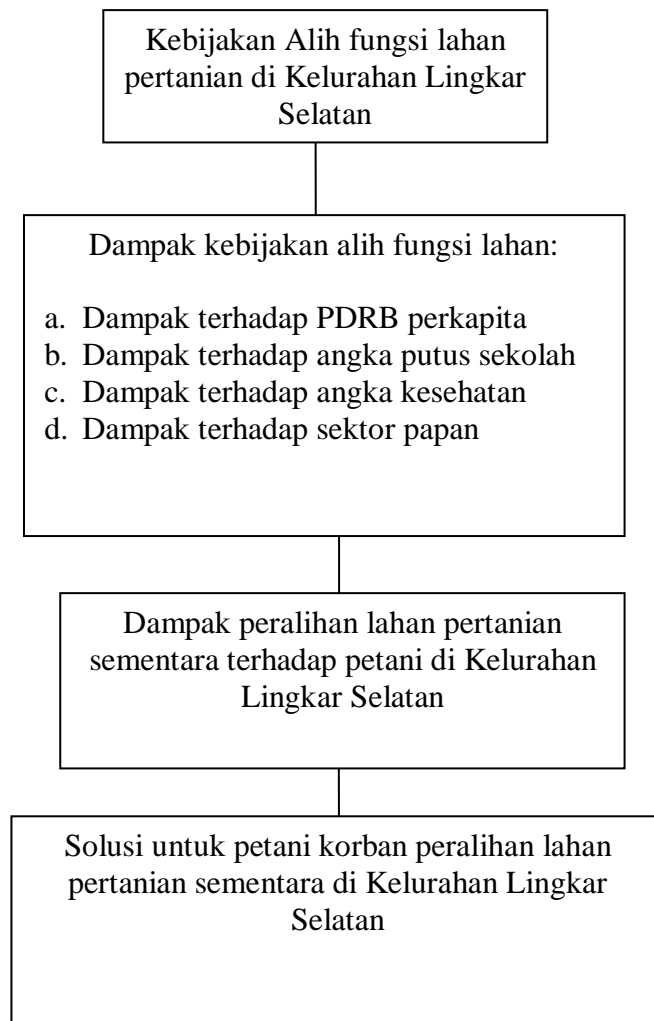 Kebijakan Alih fungsi lahan
pertanian di Kelurahan Lingkar
Selatan
Dampak kebijakan alih fungsi lahan:
a. Dampak terhadap PDRB perkapita
b. Dampak terhadap angka putus sekolah
c. Dampak terhadap angka kesehatan
d. Dampak terhadap sektor papan
Dampak peralihan lahan pertanian
sementara terhadap petani di Kelurahan
Lingkar Selatan
Solusi untuk petani korban peralihan lahan
pertanian sementara di Kelurahan Lingkar
Selatan